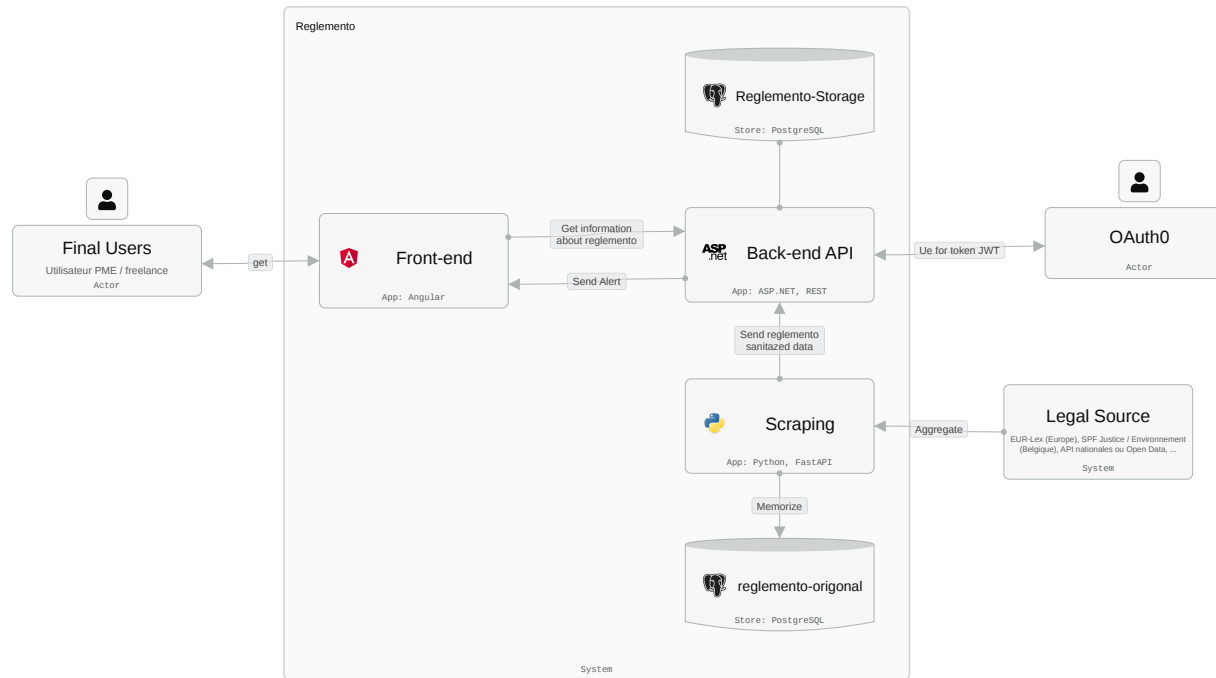 Reglemento
Reglemento-Storage
Store: PostgreSQL
Final Users
Utilisateur PME / freelance
Actor
get
Front-end
App: Angular
Get information
about reglemento
Send Alert
ASP
.net
Back-end API
App: ASP.NET, REST
Ue for token JWT
OAuth0
Actor
Send reglemento
sanitazed data
Scraping
App: Python, FastAPI
Aggregate
Legal Source
EUR-Lex (Europe), SPF Justice / Environnement
(Belgique), API nationales ou Open Data, ...
System
Memorize
reglemento-origonal
Store: PostgreSQL
System